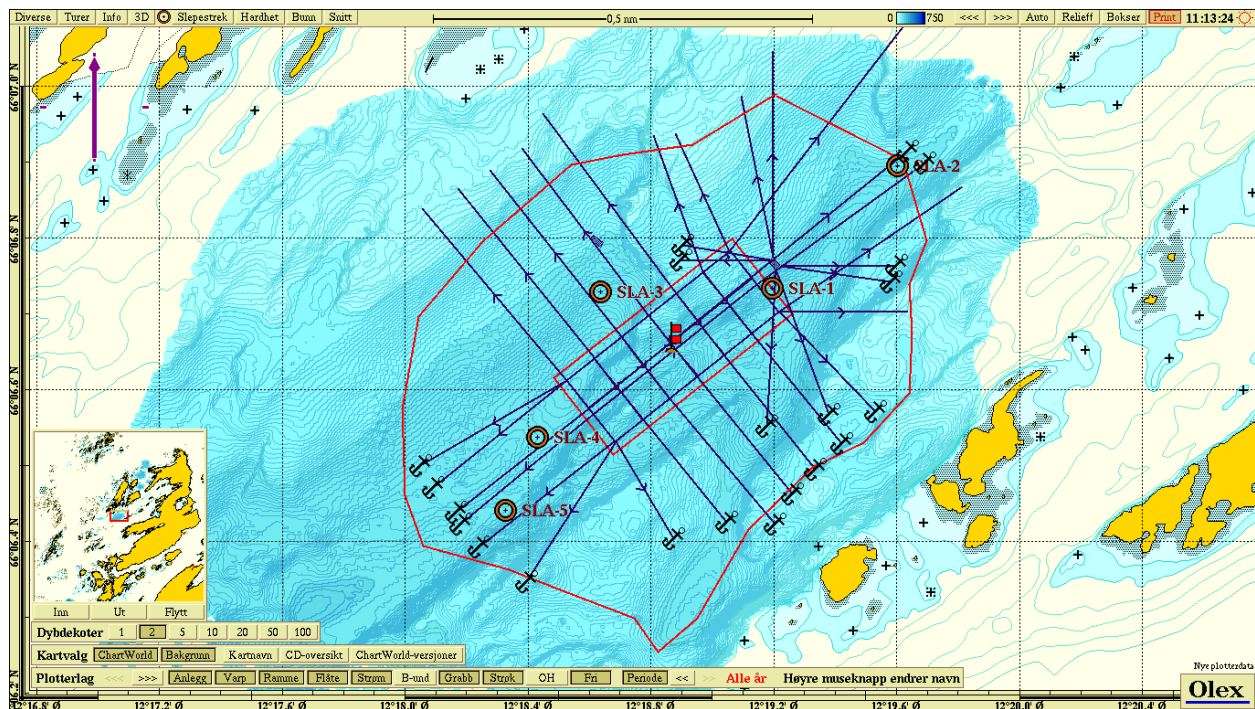 Diverse Turer Info 3D Slepestrek Hardhet Bunn Snitt 0,5 nm 0 750 <<< >>> Auto Relieff Bokser Print 11:13:24
SLA-2
SLA-3
SLA-1
SLA-4
SLA-5
Inn Ut Flytt
Dybdekoter 1 2 5 10 20 50 100
Kartvalg ChartWorld Bakgrunn Kartnavn CD-oversikt ChartWorld-versjoner
Nye plotterdata
Plotterlag <<< >>> Anlegg Varp Ramme Flåte Strøm B-und Grabb Strøk OH Fri Periode << >> Alle år Høyre museknapp endrer navn
Olex
12°16.8' Ø 12°17.2' Ø 12°17.6' Ø 12°18.0' Ø 12°18.4' Ø 12°18.8' Ø 12°19.2' Ø 12°19.6' Ø 12°20.0' Ø 12°20.4' Ø